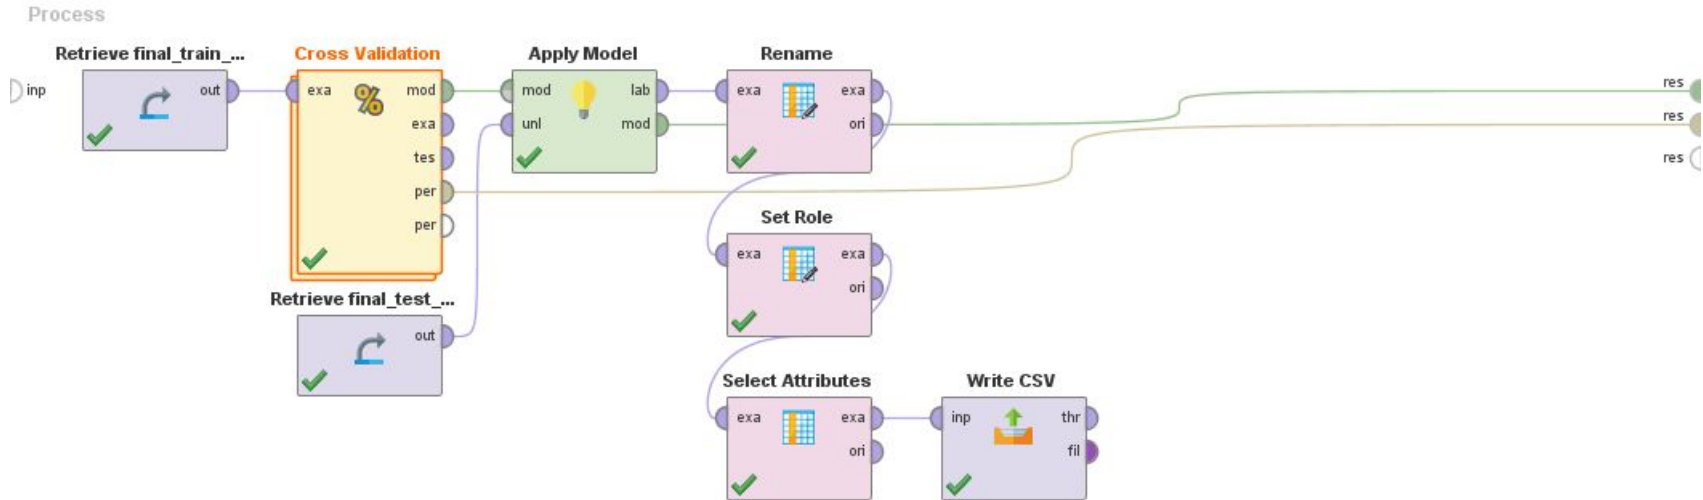 Process
Retrieve final_train_...
Cross Validation
Apply Model
Rename
inp
out
exa
mod
exa
tes
per
per
mod
unl
lab
mod
exa
exa
ori
res
res
res
Set Role
exa
exa
ori
Retrieve final_test_...
out
Select Attributes
Write CSV
exa
exa
ori
inp
thr
fil